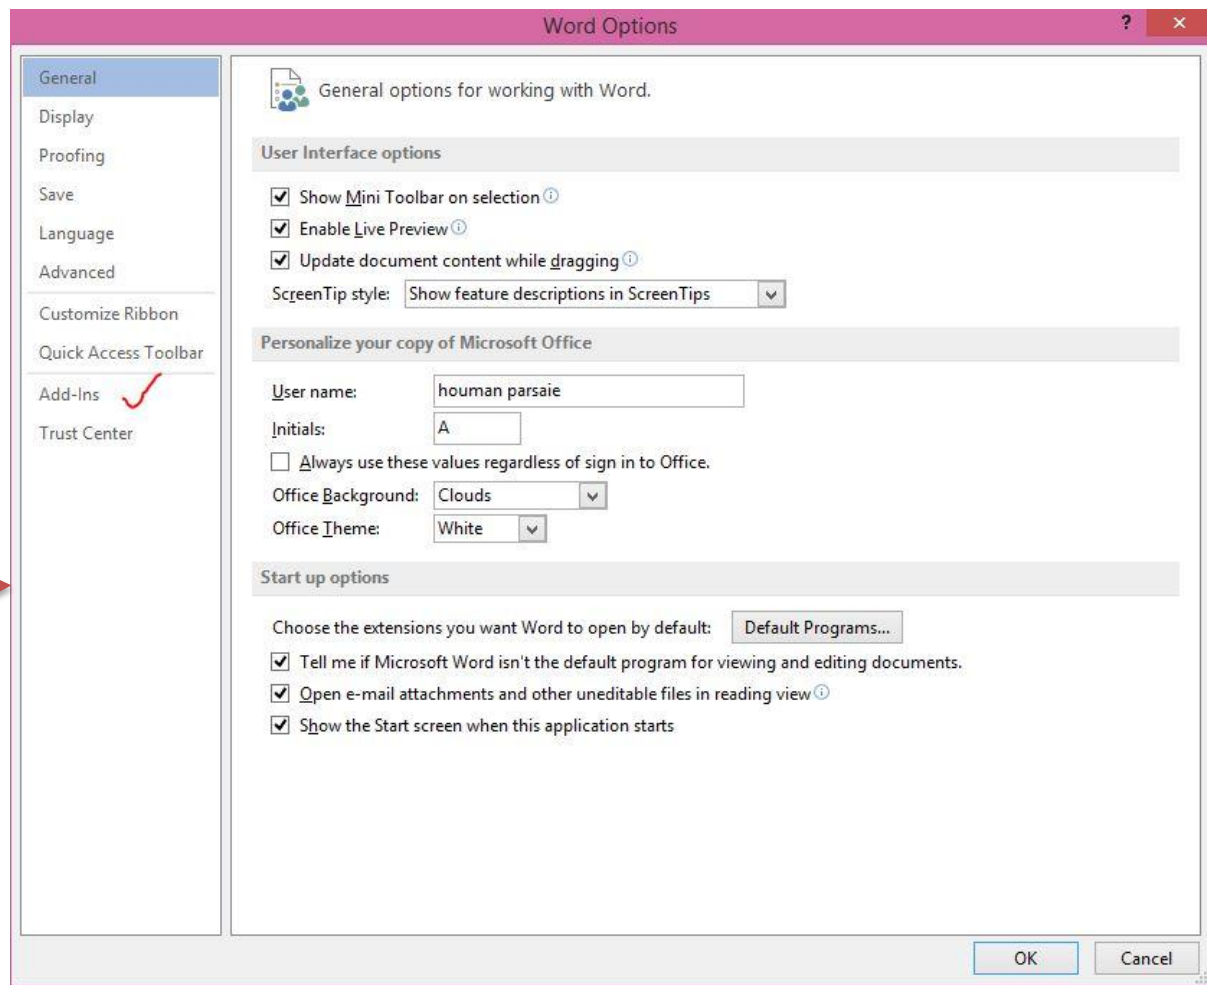 Word Options
?
General
Display
Proofing
Save
Language
Advanced
Customize Ribbon
Quick Access Toolbar
Add-Ins
Trust Center
General options for working with Word.
User Interface options
Show Mini Toolbar on selection
Enable Live Preview
Update document content while dragging
ScreenTip style: Show feature descriptions in ScreenTips
Personalize your copy of Microsoft Office
User name: houman parsaie
Initials: A
Always use these values regardless of sign in to Office.
Office Background: Clouds
Office Theme: White
Start up options
Choose the extensions you want Word to open by default: Default Programs...
Tell me if Microsoft Word isn't the default program for viewing and editing documents.
Open e-mail attachments and other uneditable files in reading view
Show the Start screen when this application starts
OK Cancel